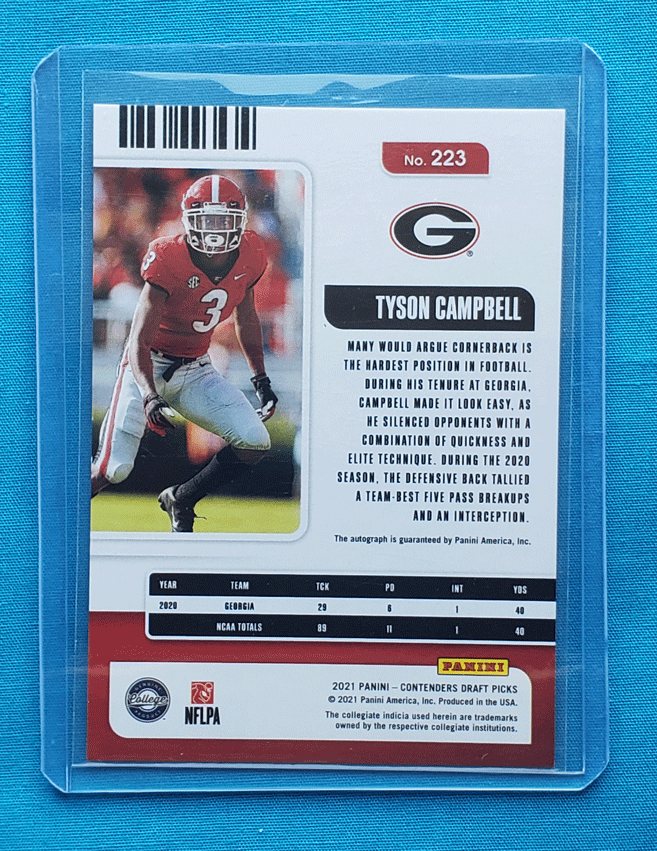 No. 223
G
®
TYSON CAMPBELL
3
SEC
3
MANY WOULD ARGUE CORNERBACK IS
THE HARDEST POSITION IN FOOTBALL.
DURING HIS TENURE AT GEORGIA,
CAMPBELL MADE IT LOOK EASY, AS
HE SILENCED OPPONENTS WITH A
COMBINATION OF QUICKNESS AND
ELITE TECHNIQUE. DURING THE 2020
SEASON, THE DEFENSIVE BACK TALLIED
A TEAM-BEST FIVE PASS BREAKUPS
AND AN INTERCEPTION.
The autograph is guaranteed by Panini America, Inc.
YEAR TEAM TCK PD INT YDS
2020 GEORGIA 29 6 1 40
NCAA TOTALS 89 11 1 40
PANINI
College
NFLPA
2021 PANINI – CONTENDERS DRAFT PICKS
© 2021 Panini America, Inc. Produced in the USA.
The collegiate indicia used herein are trademarks
owned by the respective collegiate institutions.